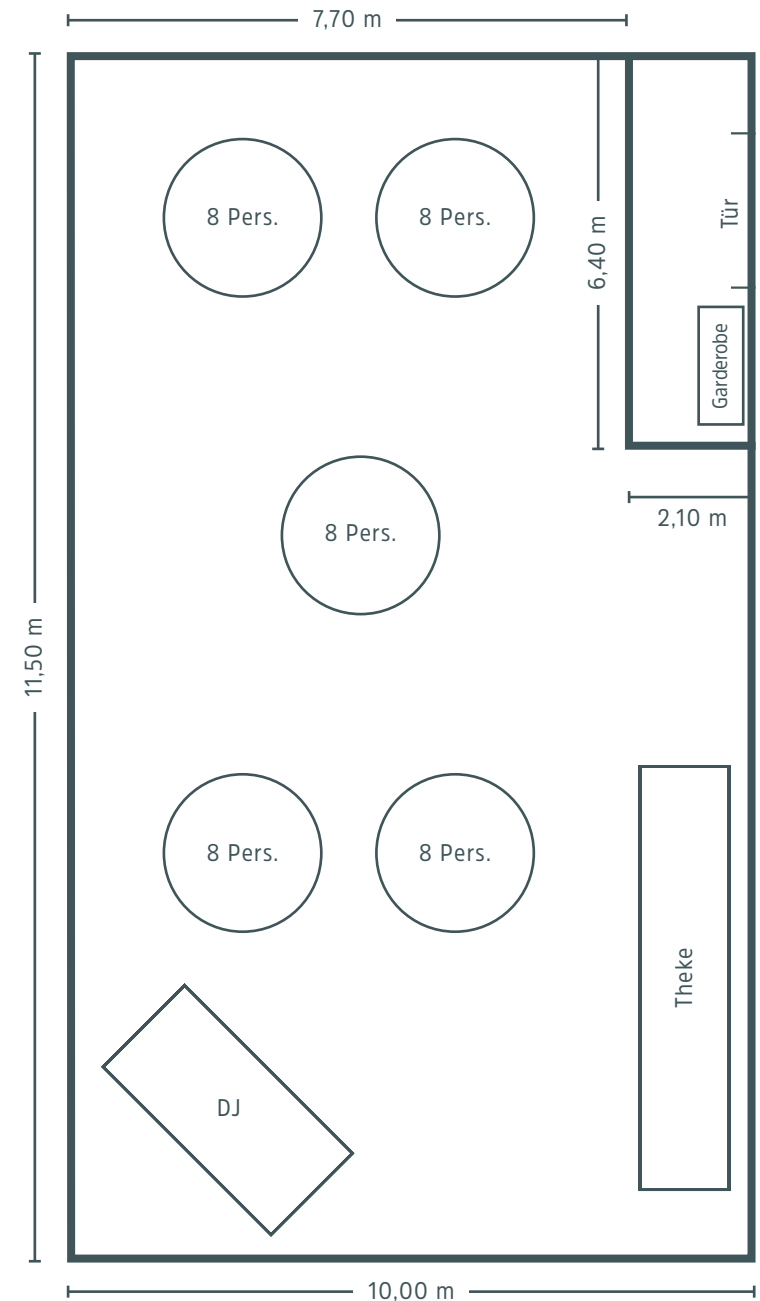 7,70 m
8 Pers.
8 Pers.
6,40 m
Tür
Garderobe
2,10 m
8 Pers.
11,50 m
8 Pers.
8 Pers.
Theke
DJ
10,00 m